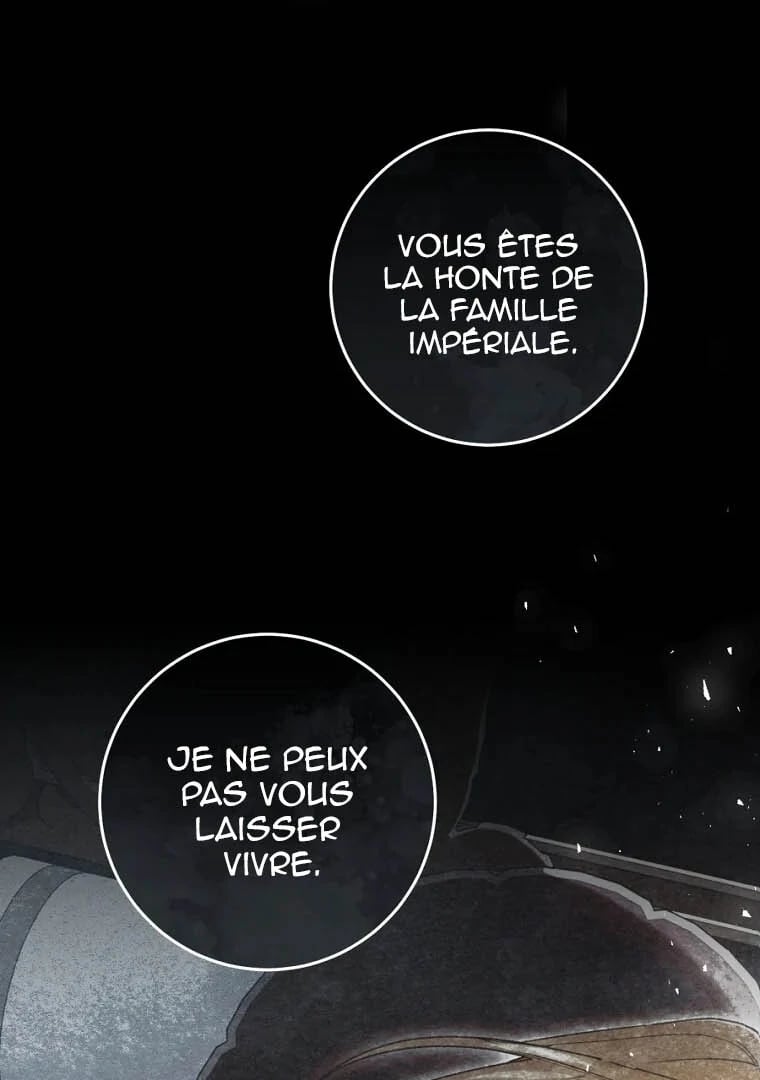 VOUS ÊTES
LA HONTE DE
LA FAMILLE
IMPÉRIALE.
JE NE PEUX
PAS VOUS
LAISSER
VIVRE.